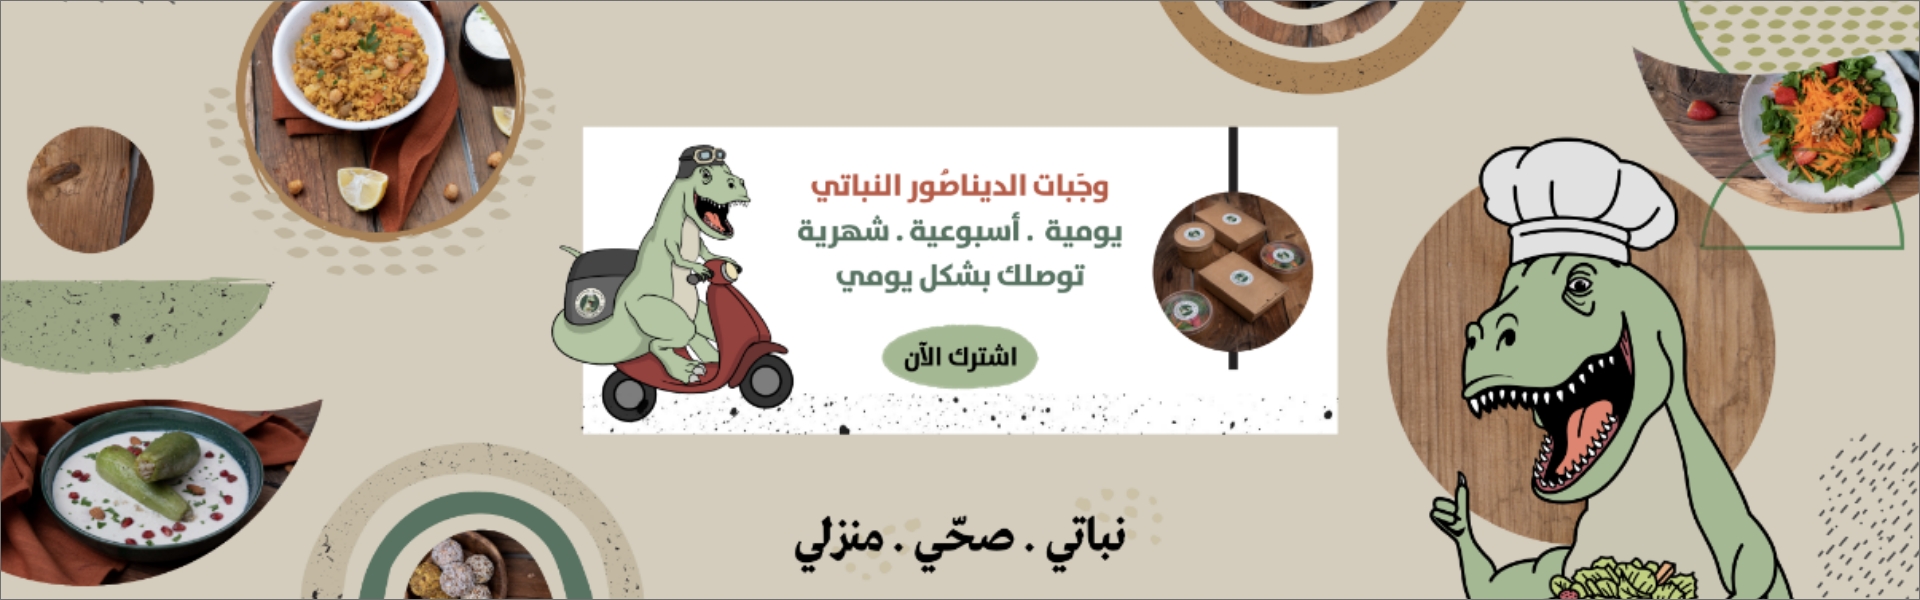 وجَبات الديناصُور النباتي
يومية . أسبوعية . شهرية
توصلك بشكل يومي
اشترك الآن
نباتي . صحّي . منزلي